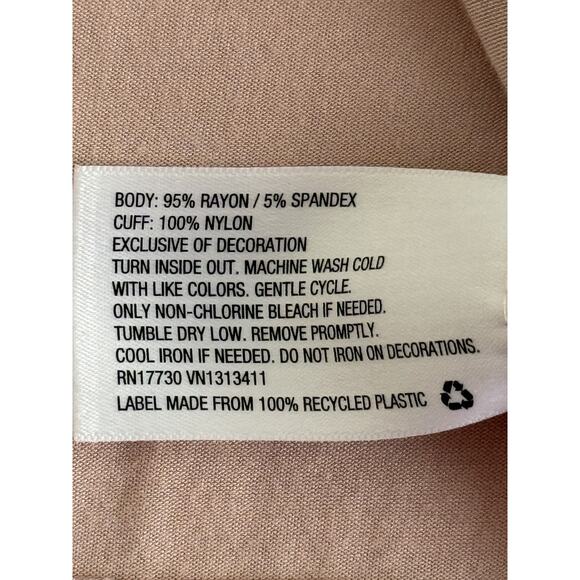 BODY: 95% RAYON / 5% SPANDEX
CUFF: 100% NYLON
EXCLUSIVE OF DECORATION
TURN INSIDE OUT. MACHINE WASH COLD
WITH LIKE COLORS. GENTLE CYCLE.
ONLY NON-CHLORINE BLEACH IF NEEDED.
TUMBLE DRY LOW. REMOVE PROMPTLY.
COOL IRON IF NEEDED. DO NOT IRON ON DECORATIONS.
RN17730 VN1313411
LABEL MADE FROM 100% RECYCLED PLASTIC